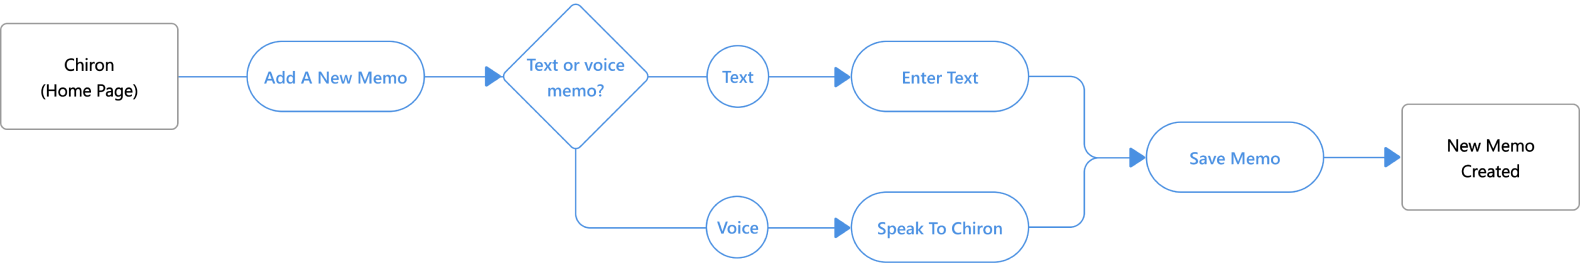 Chiron
(Home Page)
Add A New Memo
Text or voice
memo?
Text
Enter Text
Voice
Speak To Chiron
Save Memo
New Memo
Created